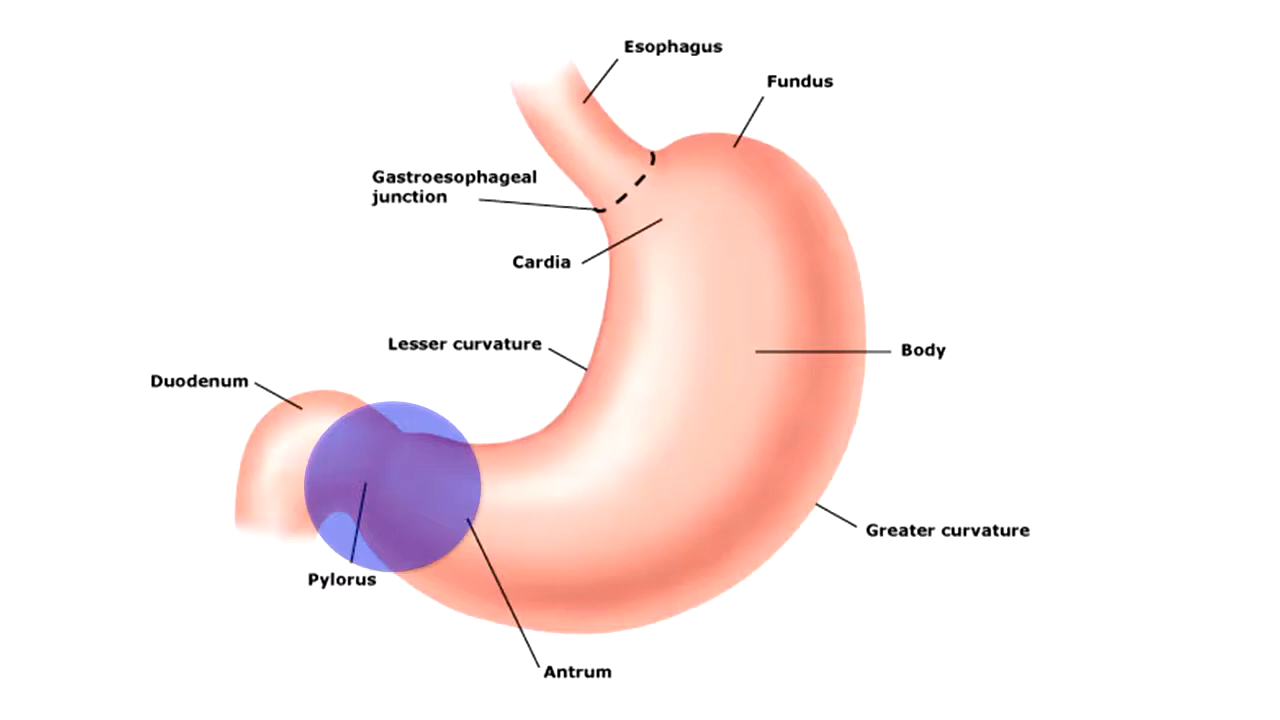 Esophagus
Fundus
Gastroesophageal
junction
Cardia
Lesser curvature
Body
Duodenum
Greater curvature
Pylorus
Antrum